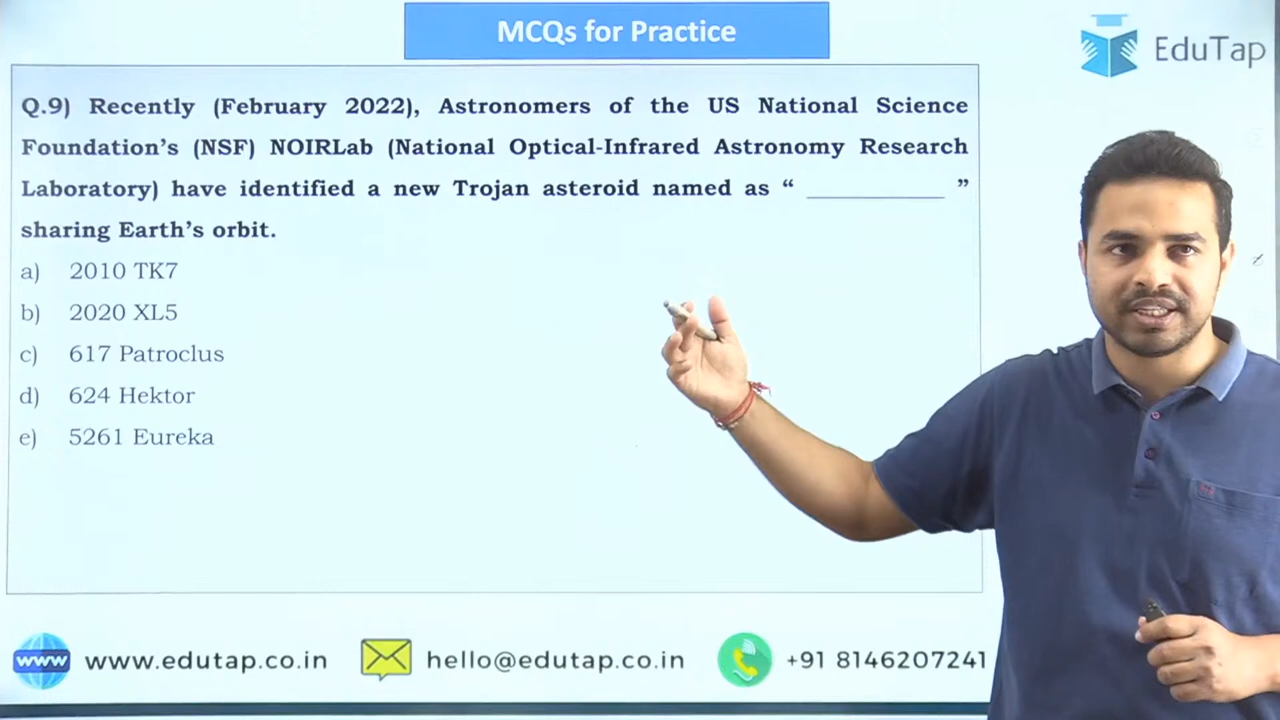 MCQs for Practice
EduTap
Q.9) Recently (February 2022), Astronomers of the US National Science
Foundation’s (NSF) NOIRLab (National Optical-Infrared Astronomy Research
Laboratory) have identified a new Trojan asteroid named as “ ____________ ”
sharing Earth’s orbit.
a) 2010 TK7
b) 2020 XL5
c) 617 Patroclus
d) 624 Hektor
e) 5261 Eureka
www www.edutap.co.in hello@edutap.co.in +91 8146207241